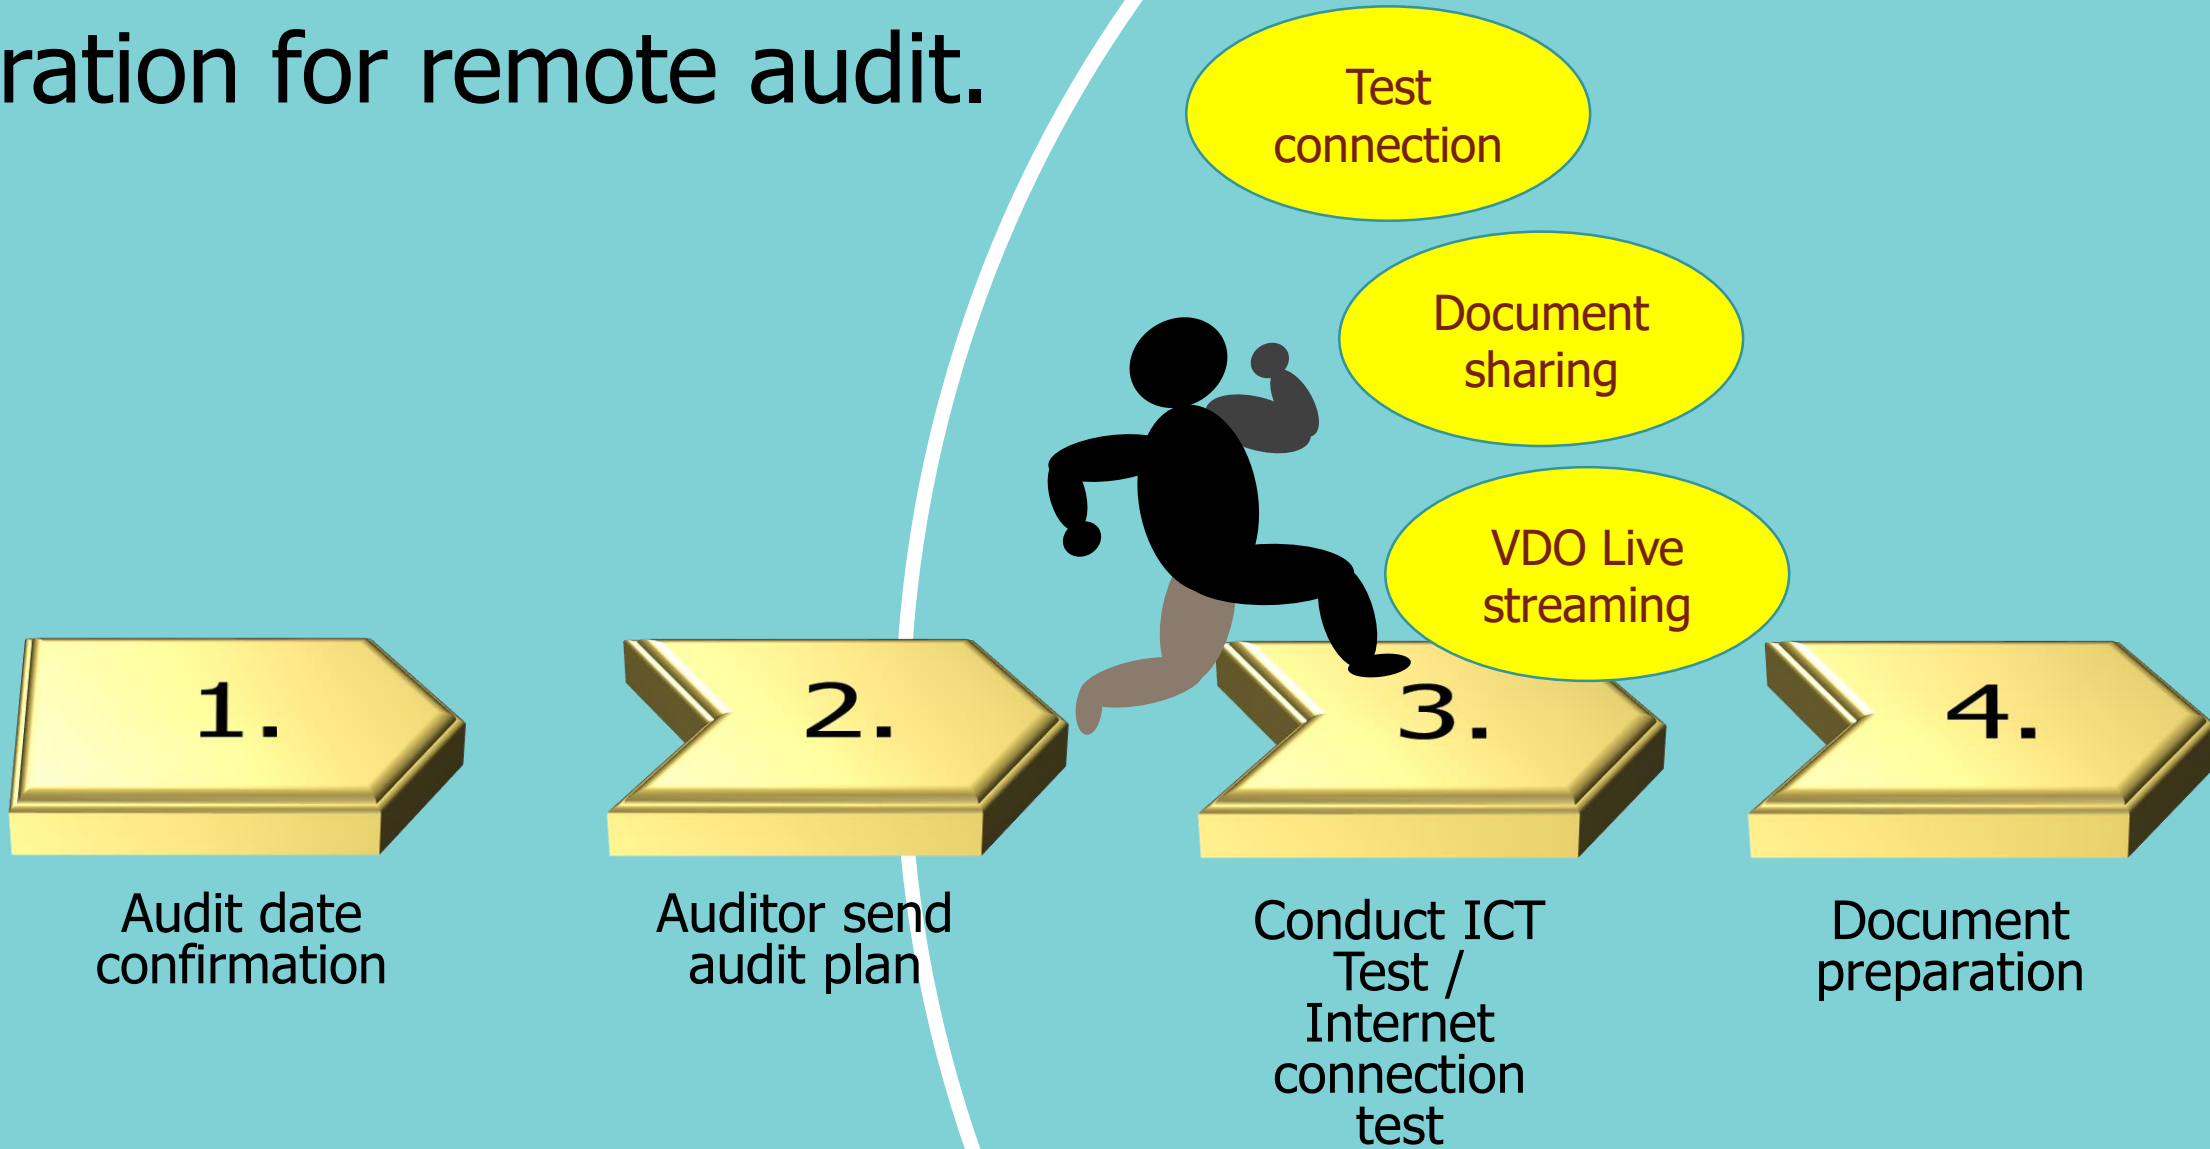 ration for remote audit.
Test
connection
Document
sharing
VDO Live
streaming
1.
2.
3.
4.
Audit date
confirmation
Auditor send
audit plan
Conduct ICT
Test /
Internet
connection
test
Document
preparation